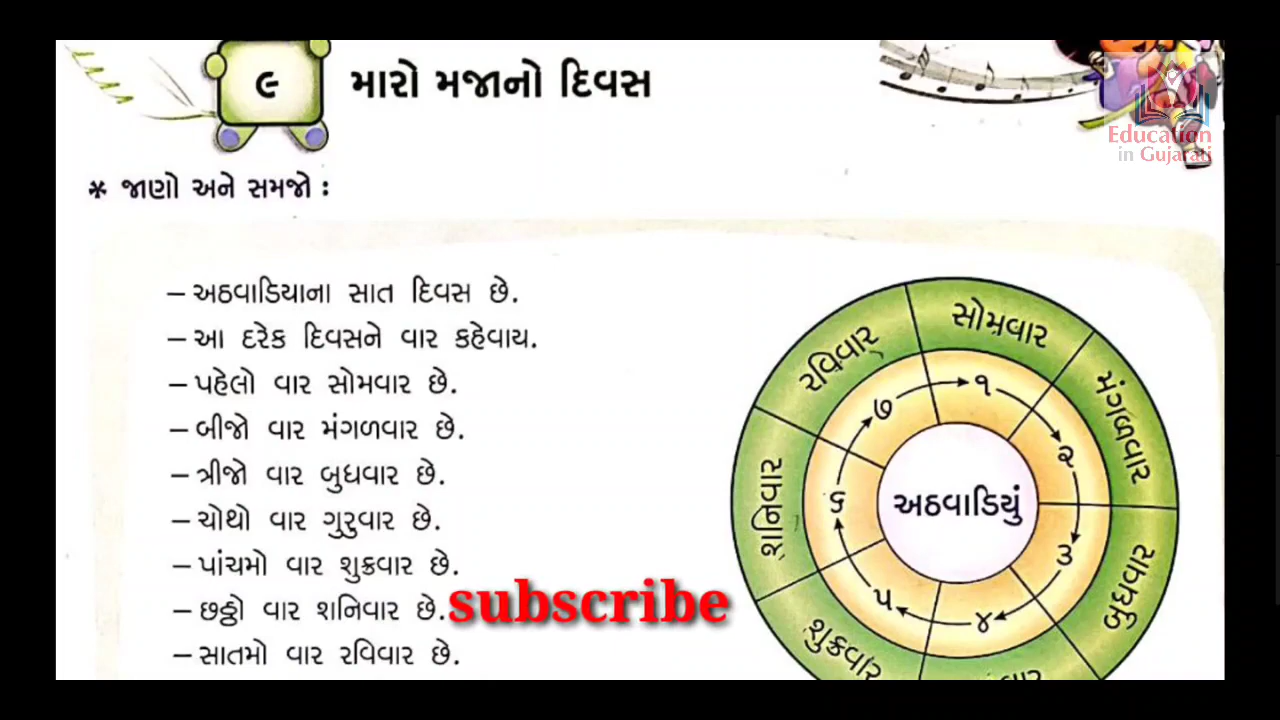 ૯ મારો મજાનો દિવસ
Education
in Gujarati
* જાણો અને સમજો :
– અઠવાડિયાના સાત દિવસ છે.
– આ દરેક દિવસને વાર કહેવાય.
– પહેલો વાર સોમવાર છે.
– બીજો વાર મંગળવાર છે.
– ત્રીજો વાર બુધવાર છે.
– ચોથો વાર ગુરુવાર છે.
– પાંચમો વાર શુક્રવાર છે.
– છઠ્ઠો વાર શનિવાર છે.
– સાતમો વાર રવિવાર છે.
subscribe
સોમવાર
મંગળવાર
બુધવાર
શુક્રવાર
શનિવાર
રવિવાર
૧
૨
૩
૪
૫
૬
૭
અઠવાડિયું